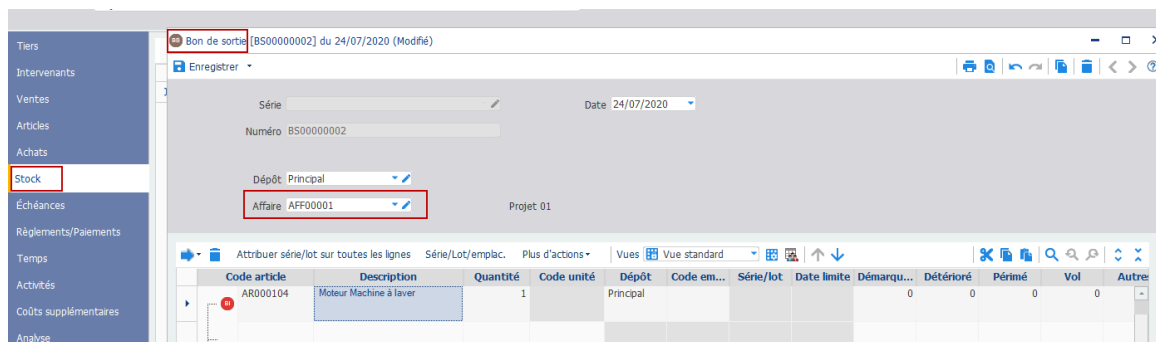 BS Bon de sortie [BS00000002] du 24/07/2020 (Modifié)
Enregistrer
Tiers
Intervenants
Ventes
Articles
Achats
Stock
Échéances
Règlements/Paiements
Temps
Activités
Coûts supplémentaires
Analyse
Série
Date 24/07/2020
Numéro BS00000002
Dépôt Principal
Affaire AFF00001 Projet 01
Attribuer série/lot sur toutes les lignes Série/Lot/emplac. Plus d'actions Vues Vue standard
Code article Description Quantité Code unité Dépôt Code em... Série/lot Date limite Démarqu... Détérioré Périmé Vol Autre
BI AR000104 Moteur Machine à laver 1 Principal 0 0 0 0